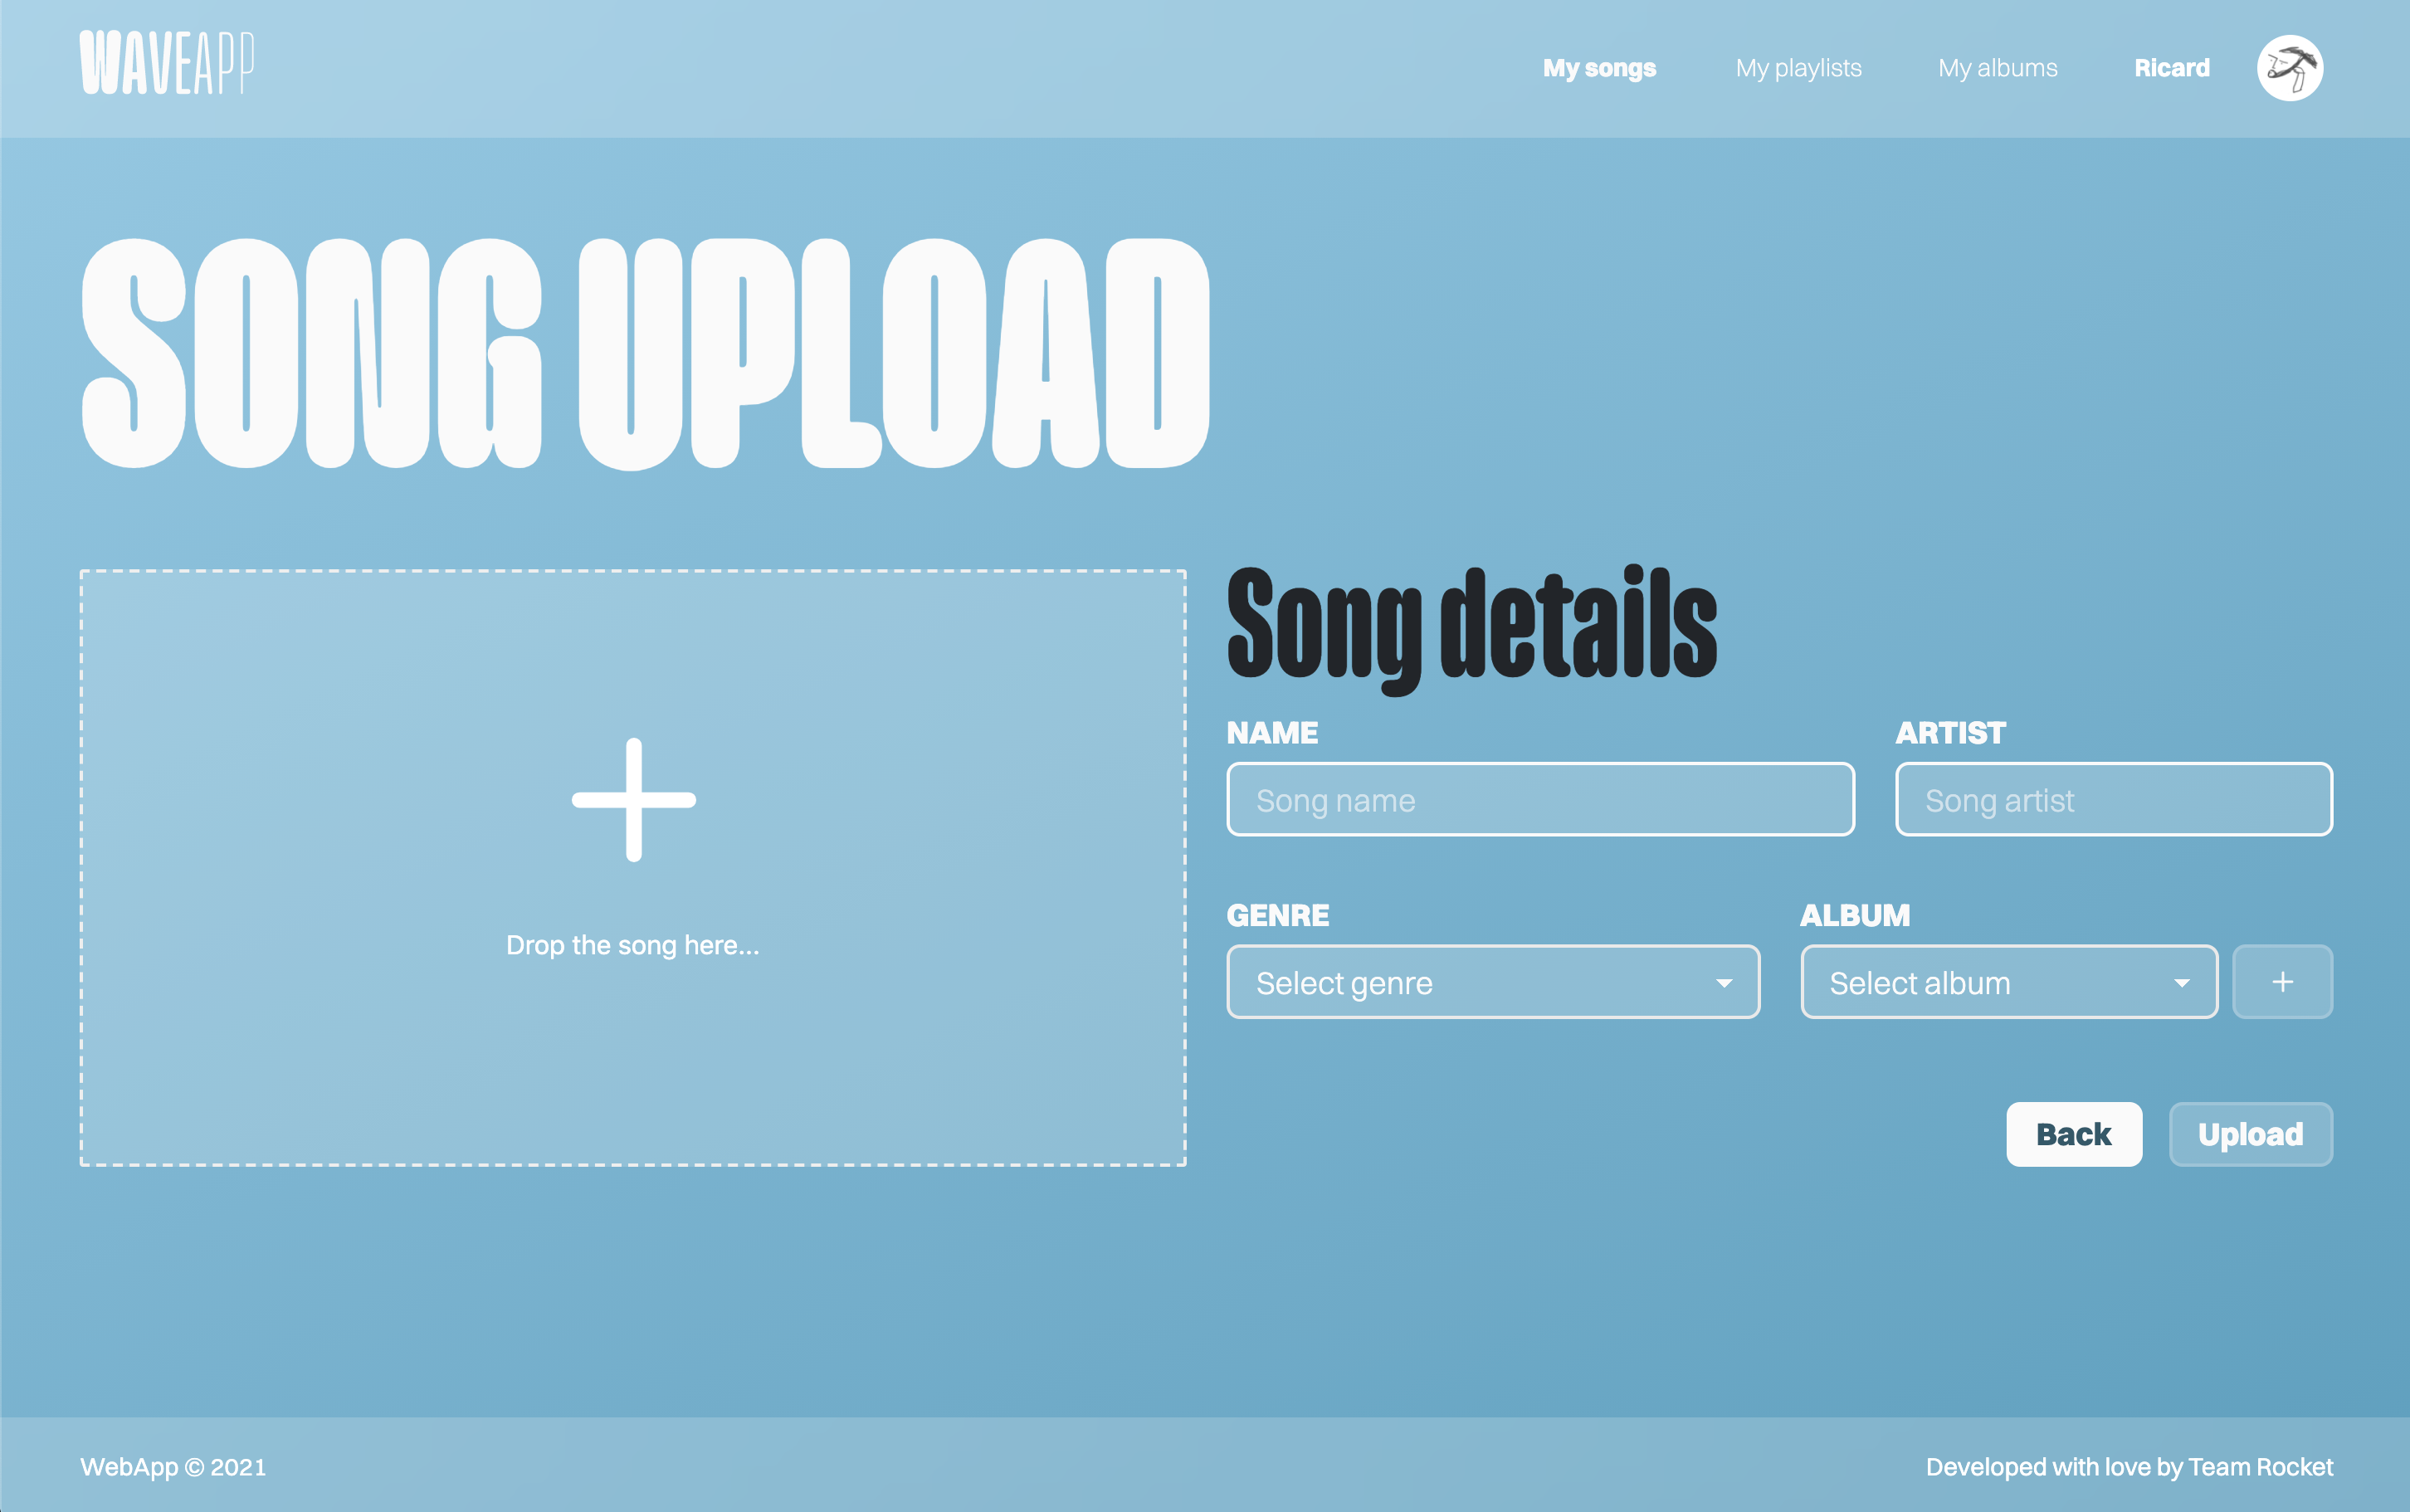 WAVEAPP
My songs
My playlists
My albums
Ricard
SONG UPLOAD
Drop the song here...
Song details
NAME
ARTIST
Song name
Song artist
GENRE
ALBUM
Select genre
Select album
+
Back
Upload
WebApp © 2021
Developed with love by Team Rocket